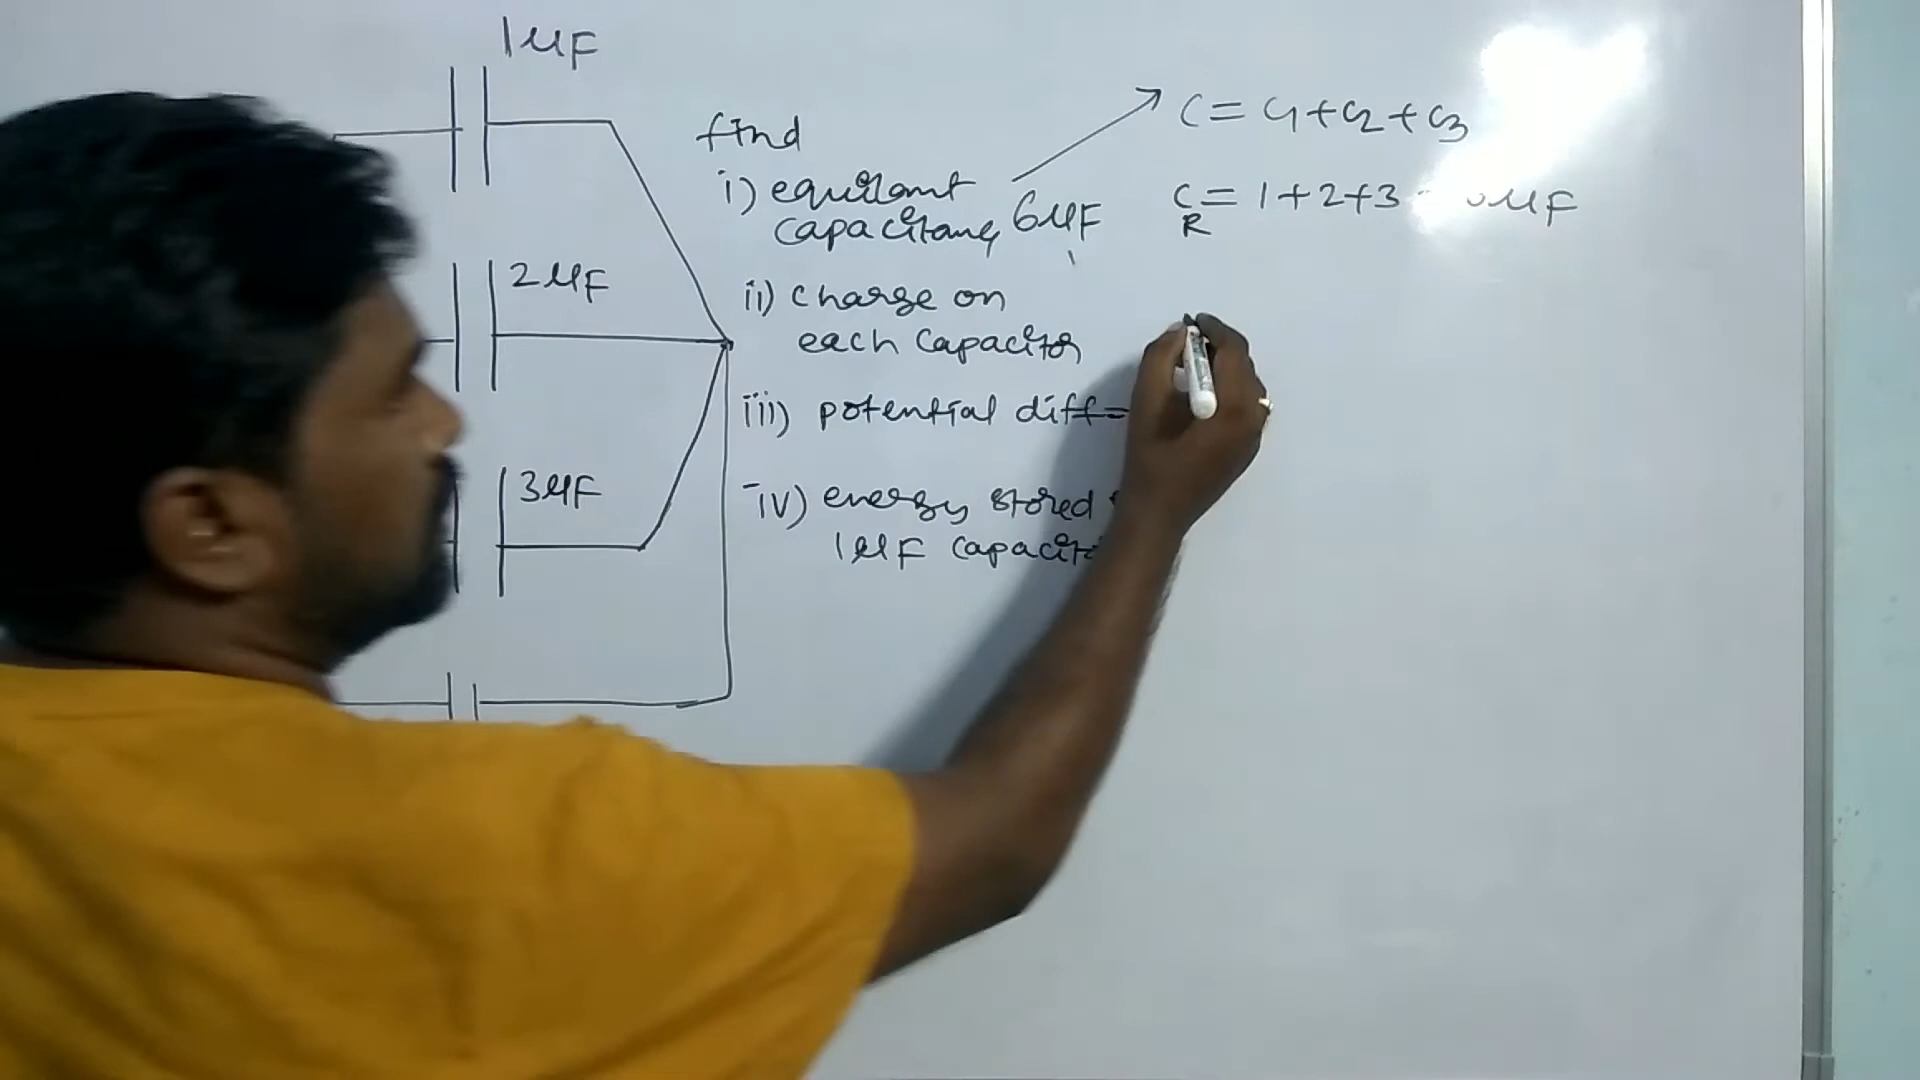 1μF
2μF
3μF
find
i) equilant
capacitance 6μF
ii) charge on
each capacitor
iii) potential diff=
iv) energy stored
1μF
C = C1+C2+C3
C = 1+2+3 μF
R